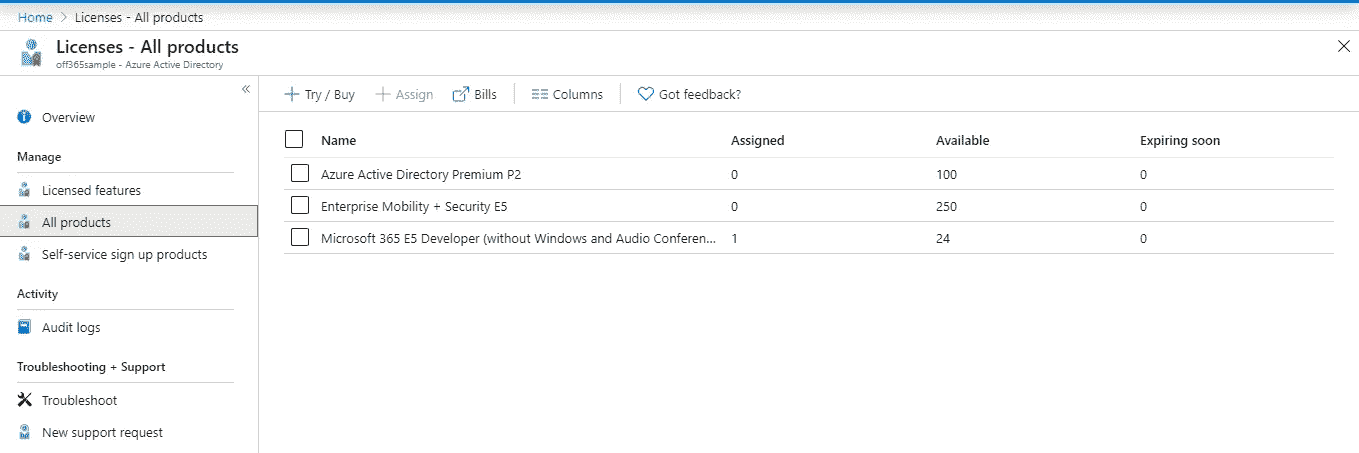 Home > Licenses - All products
Licenses - All products
off365sample - Azure Active Directory
Overview
Manage
Licensed features
All products
Self-service sign up products
Activity
Audit logs
Troubleshooting + Support
Troubleshoot
New support request
Try / Buy Assign Bills Columns Got feedback?
Name Assigned Available Expiring soon
Azure Active Directory Premium P2 0 100 0
Enterprise Mobility + Security E5 0 250 0
Microsoft 365 E5 Developer (without Windows and Audio Conferen... 1 24 0